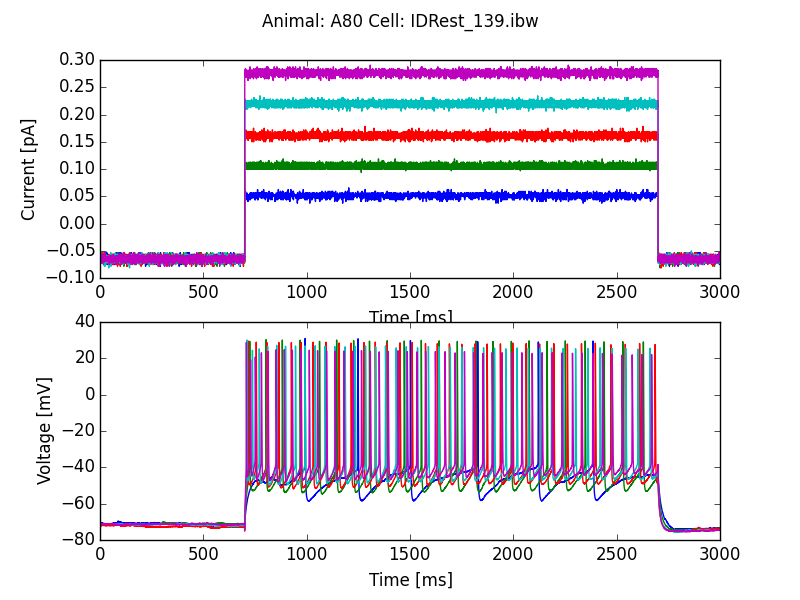 Animal: A80 Cell: IDRest_139.ibw
0.30
0.25
0.20
0.15
0.10
0.05
0.00
−0.05
−0.10
Current [pA]
0 500 1000 1500 2000 2500 3000
Time [ms]
40
20
0
−20
−40
−60
−80
Voltage [mV]
0 500 1000 1500 2000 2500 3000
Time [ms]